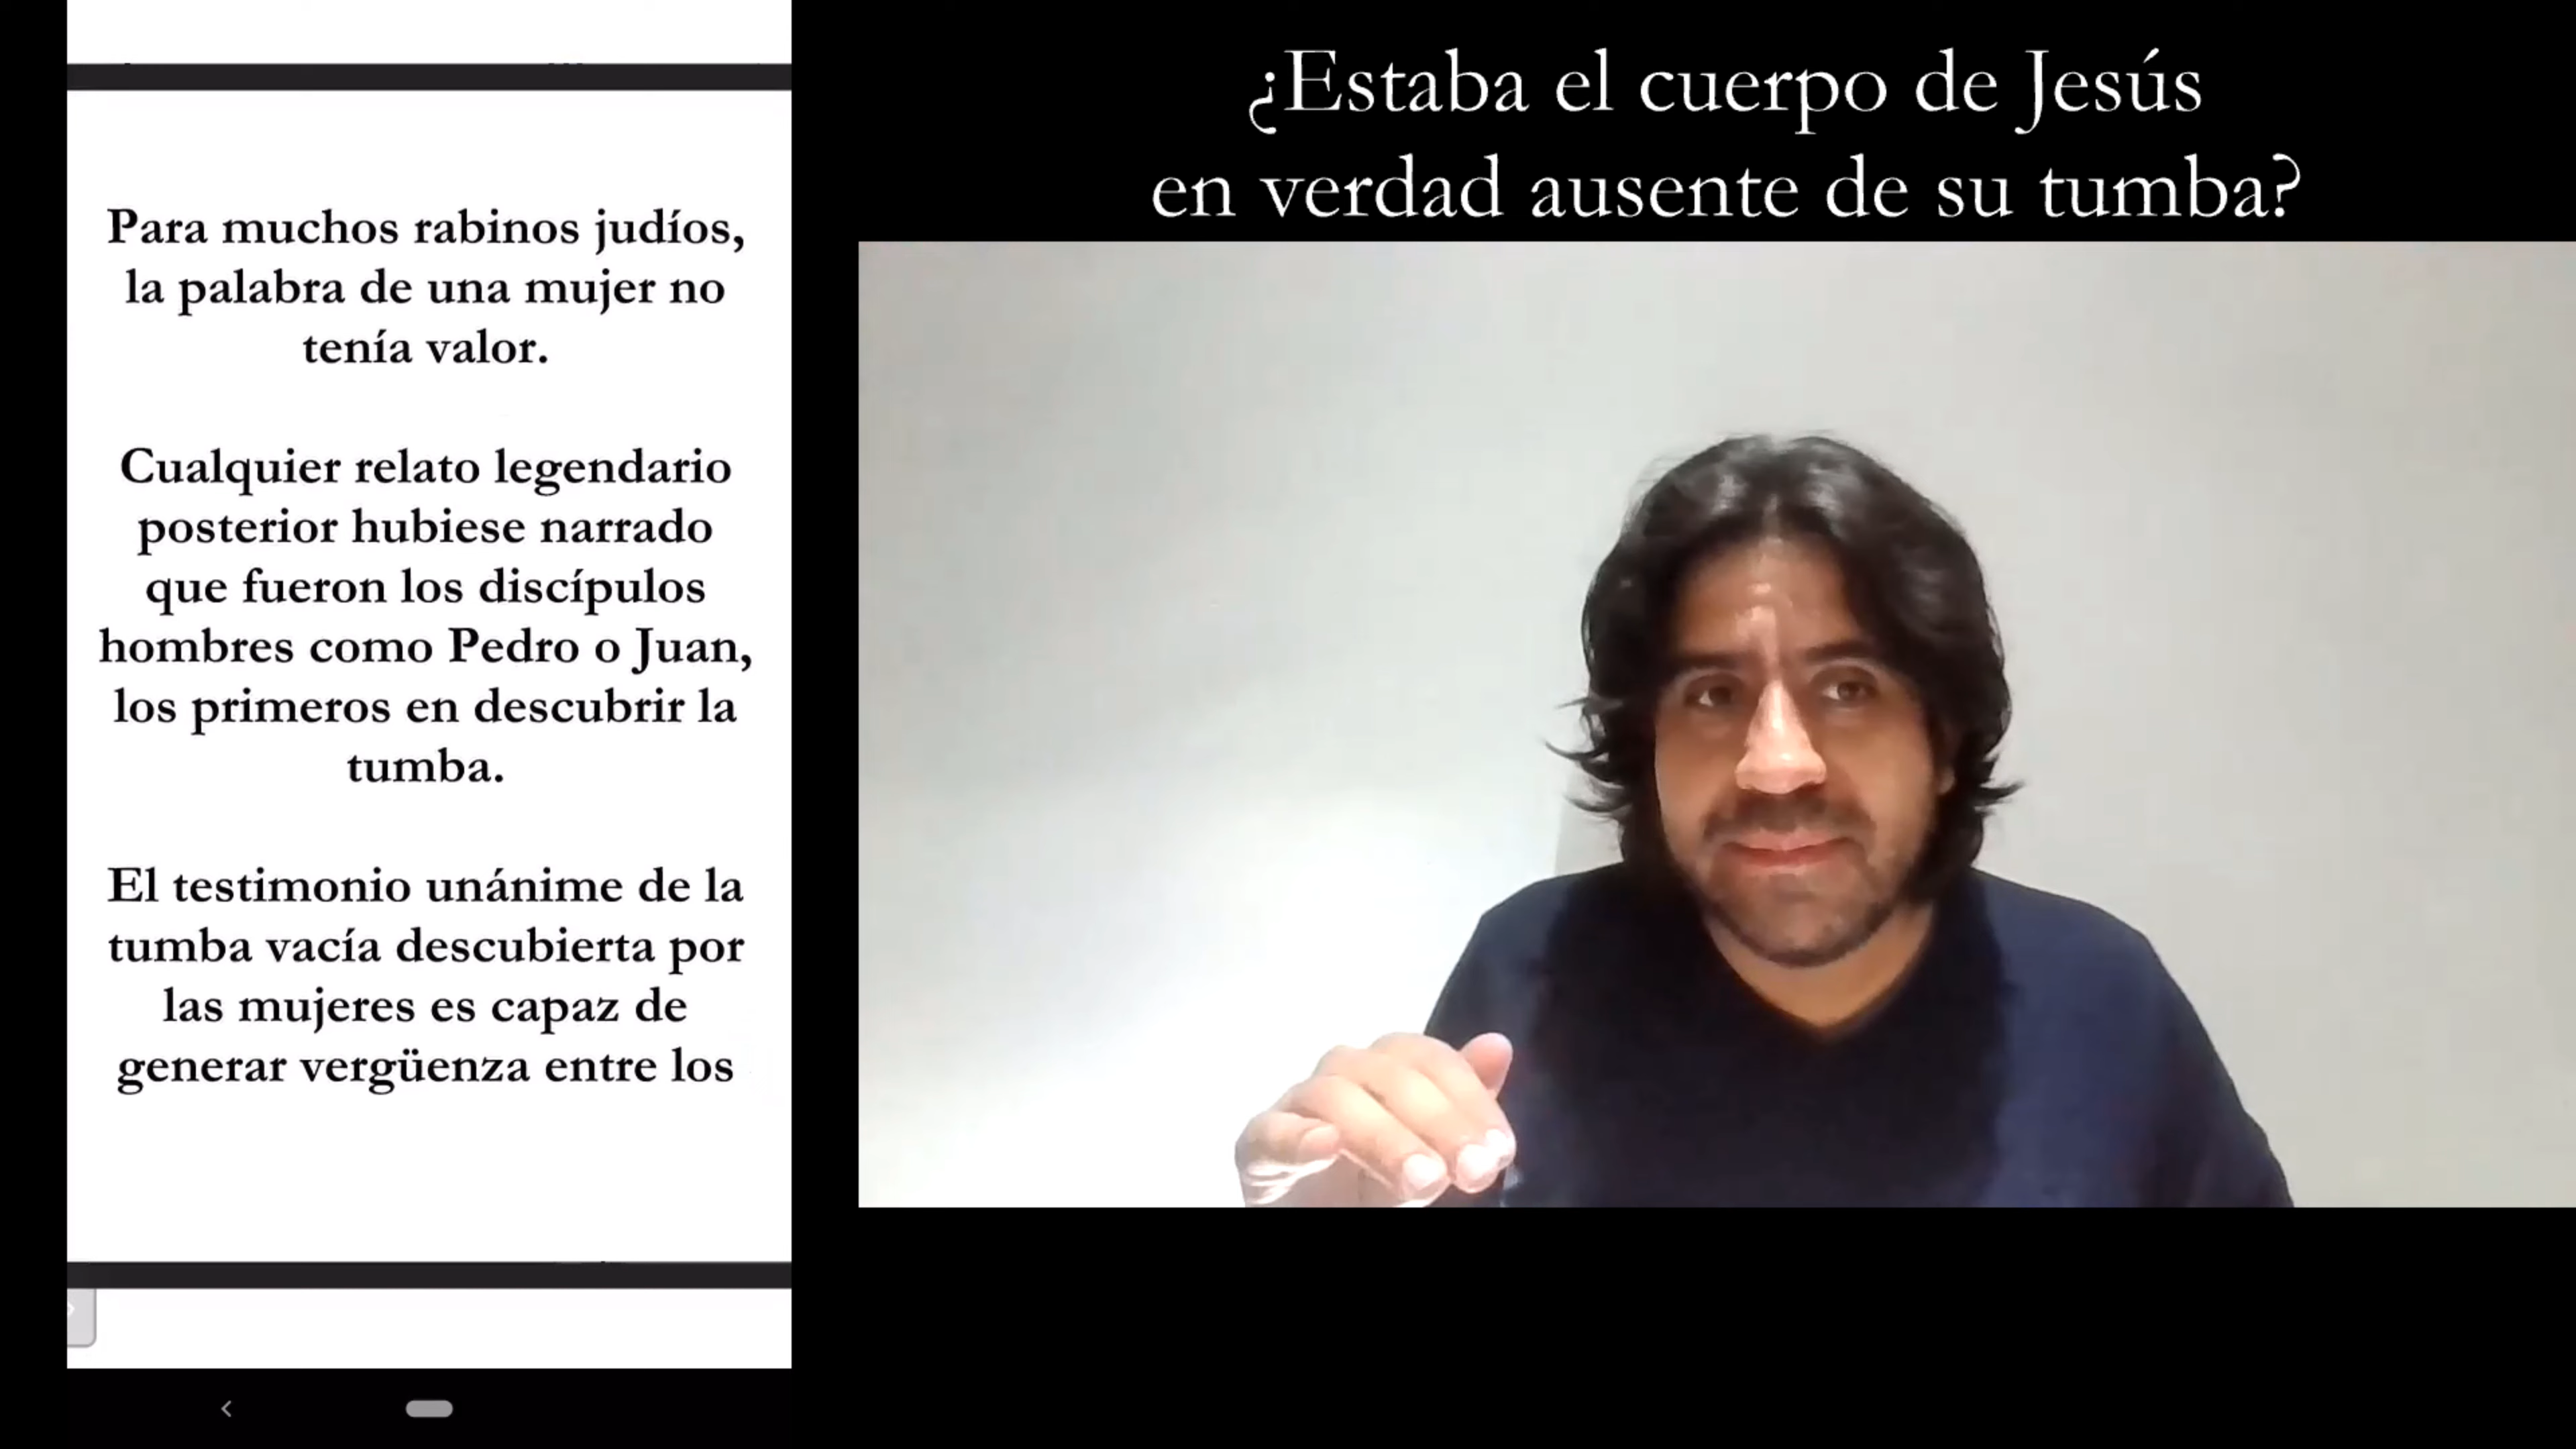 ¿Estaba el cuerpo de Jesús
en verdad ausente de su tumba?
Para muchos rabinos judíos,
la palabra de una mujer no
tenía valor.
Cualquier relato legendario
posterior hubiese narrado
que fueron los discípulos
hombres como Pedro o Juan,
los primeros en descubrir la
tumba.
El testimonio unánime de la
tumba vacía descubierta por
las mujeres es capaz de
generar vergüenza entre los